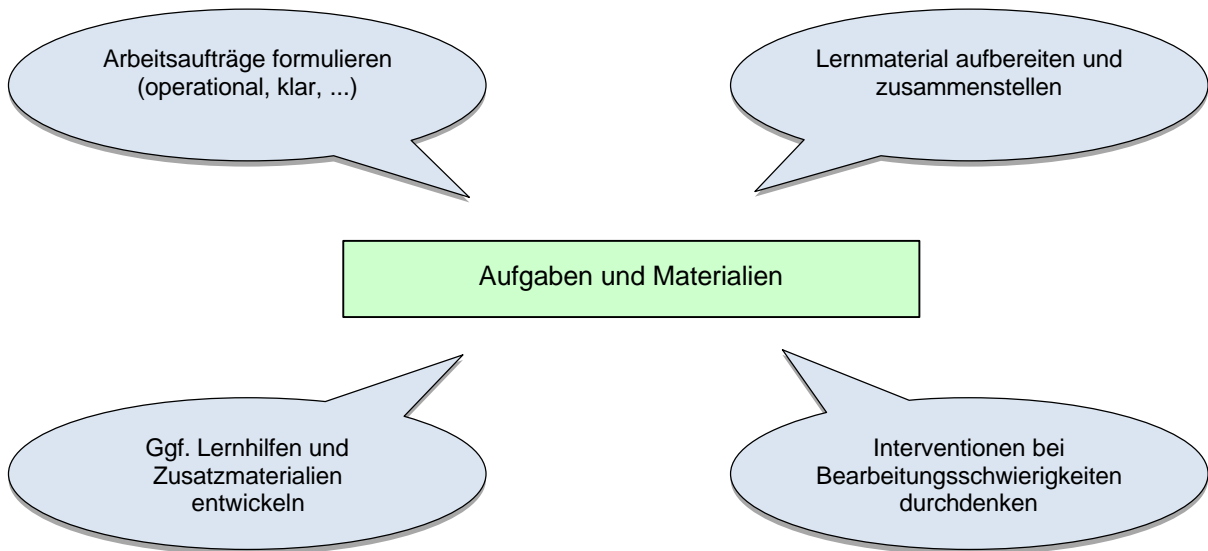 Arbeitsaufträge formulieren
(operational, klar, ...)
Lernmaterial aufbereiten und
zusammenstellen
Aufgaben und Materialien
Ggf. Lernhilfen und
Zusatzmaterialien
entwickeln
Interventionen bei
Bearbeitungsschwierigkeiten
durchdenken